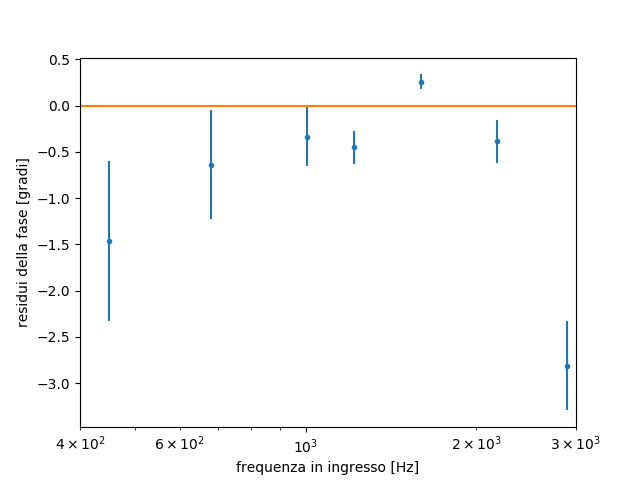 0.5
0.0
−0.5
−1.0
−1.5
−2.0
−2.5
−3.0
residui della fase [gradi]
4 × 10² 6 × 10² 10³ 2 × 10³ 3 × 10³
frequenza in ingresso [Hz]